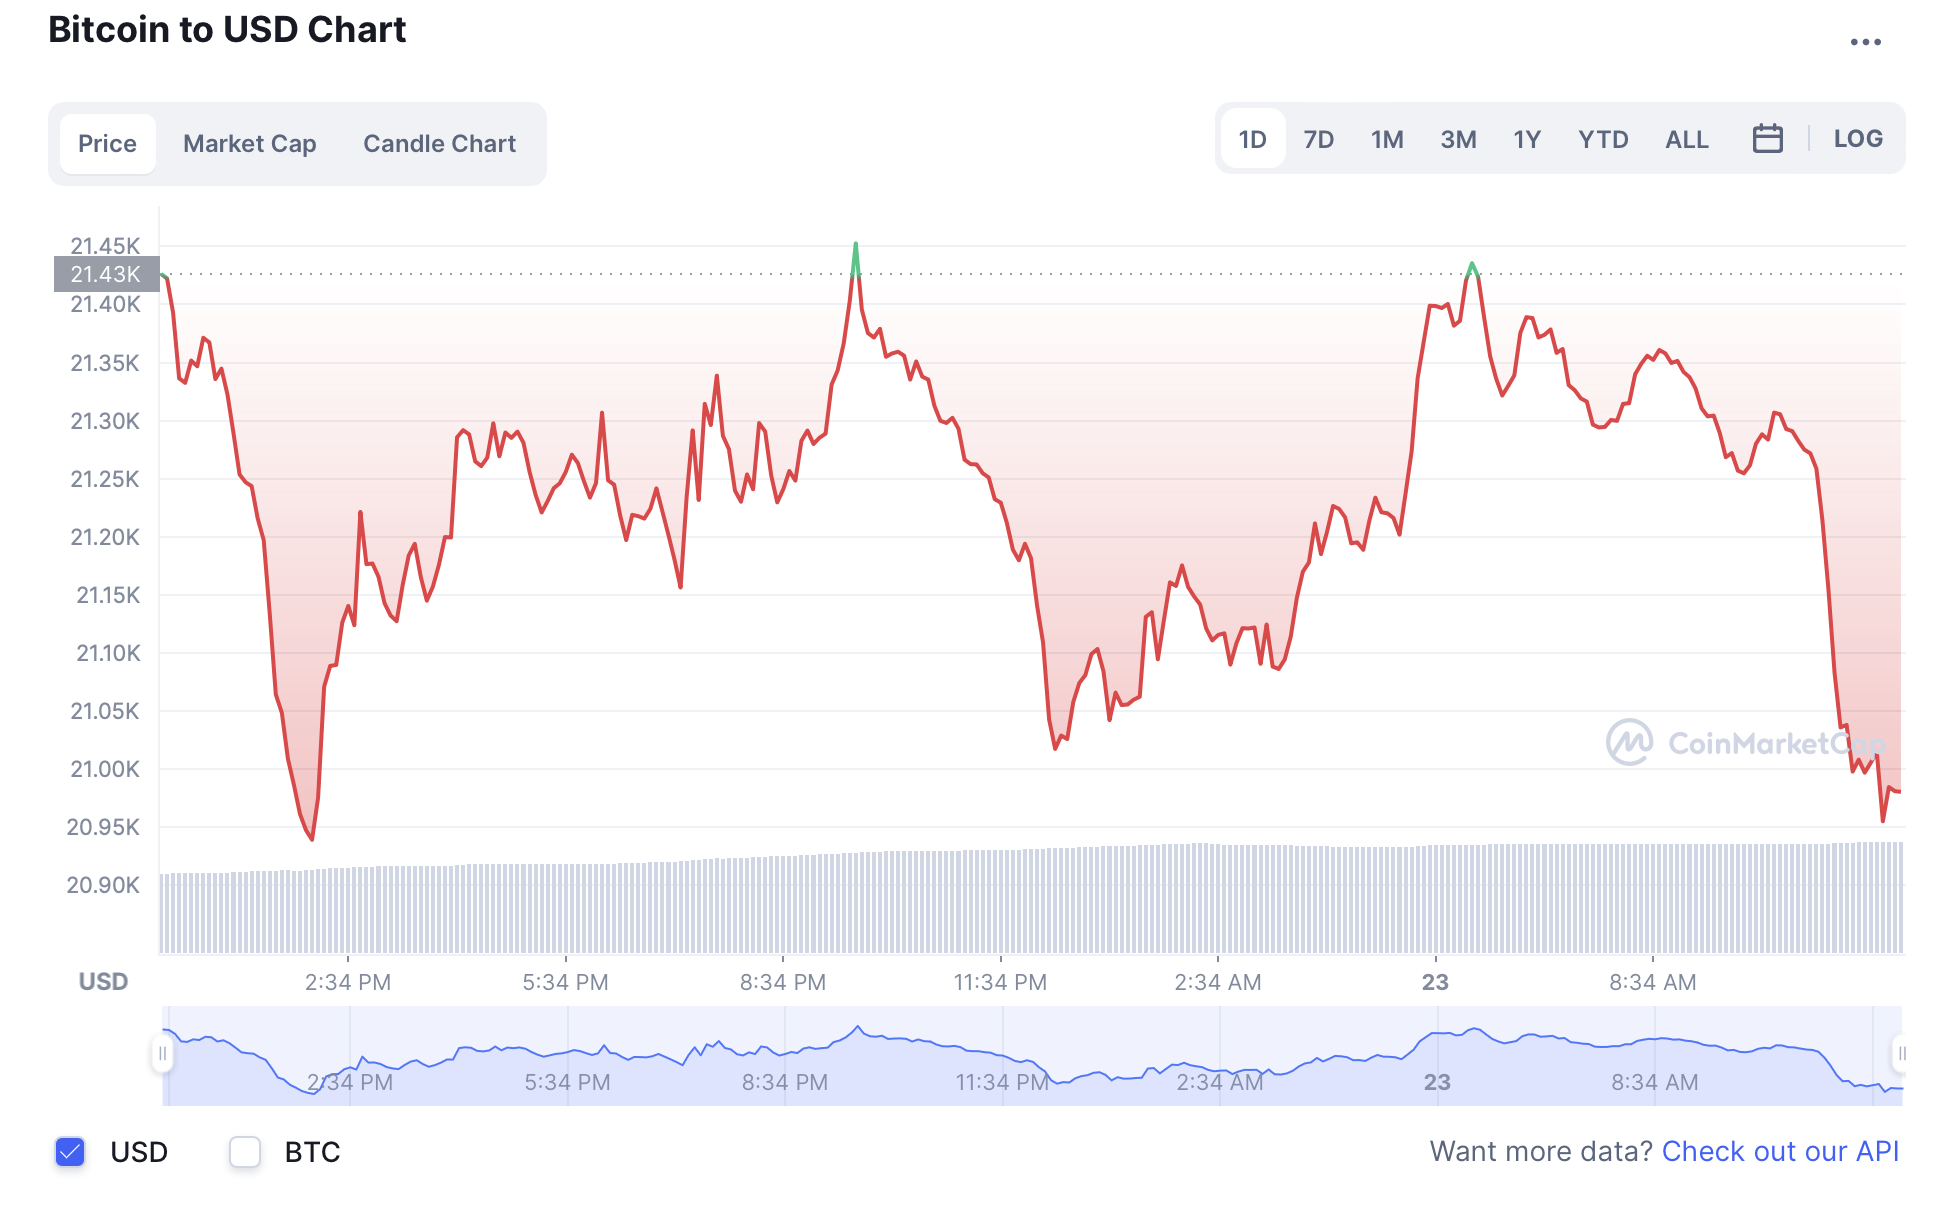 Bitcoin to USD Chart
Price Market Cap Candle Chart
1D 7D 1M 3M 1Y YTD ALL LOG
21.45K
21.43K
21.40K
21.35K
21.30K
21.25K
21.20K
21.15K
21.10K
21.05K
CoinMarketCap
21.00K
20.95K
20.90K
USD 2:34 PM 5:34 PM 8:34 PM 11:34 PM 2:34 AM 23 8:34 AM
2:34 PM 5:34 PM 8:34 PM 11:34 PM 2:34 AM 23 8:34 AM
USD BTC
Want more data? Check out our API